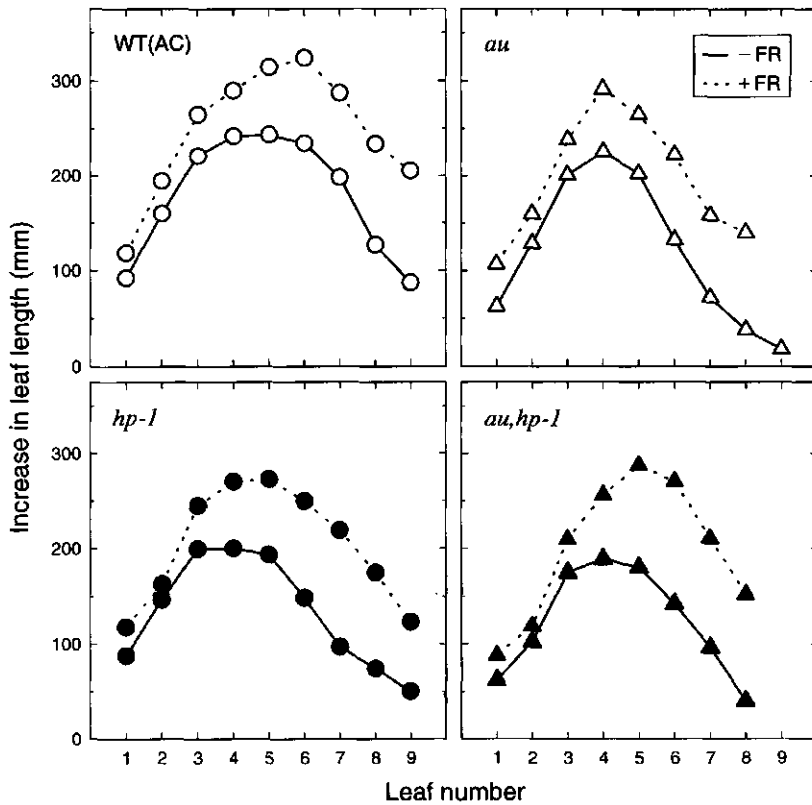 WT(AC)
au
− FR
+ FR
300
200
100
0
hp-1
au,hp-1
300
200
100
0
1 2 3 4 5 6 7 8 9
1 2 3 4 5 6 7 8 9
Increase in leaf length (mm)
Leaf number